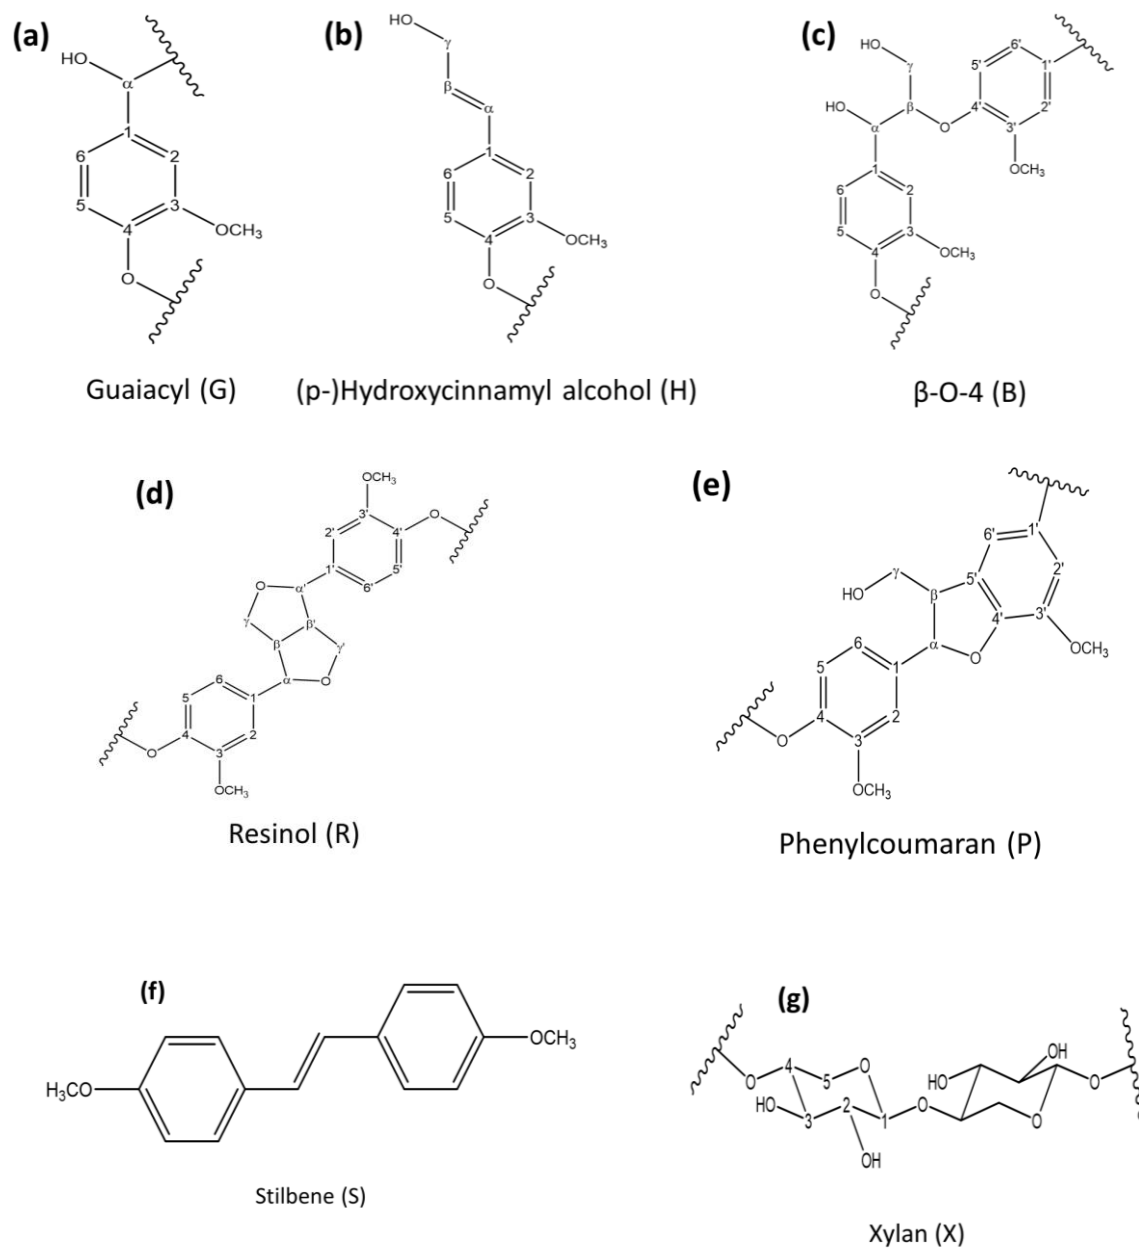 (a)
HO
α
1
6
2
5
3
4
OCH₃
O
Guaiacyl (G)
(b)
HO
γ
β
α
1
6
2
5
3
4
OCH₃
O
(p-)Hydroxycinnamyl alcohol (H)
(c)
HO
γ
6'
5'
1'
HO
β
4'
2'
α
O
3'
1
OCH₃
6
2
5
3
4
OCH₃
O
β-O-4 (B)
(d)
OCH₃
3'
O
2'
4'
1'
5'
6'
O
α'
γ
β'
β
γ'
6
α
O
5
1
4
2
O
3
OCH₃
Resinol (R)
(e)
6'
1'
γ
5'
2'
HO
β
4'
3'
6
α
O
OCH₃
5
1
4
2
O
3
OCH₃
Phenylcoumaran (P)
(f)
OCH₃
H₃CO
Stilbene (S)
(g)
O
4
5
O
HO
3
2
1
OH
O
HO
OH
O
O
Xylan (X)